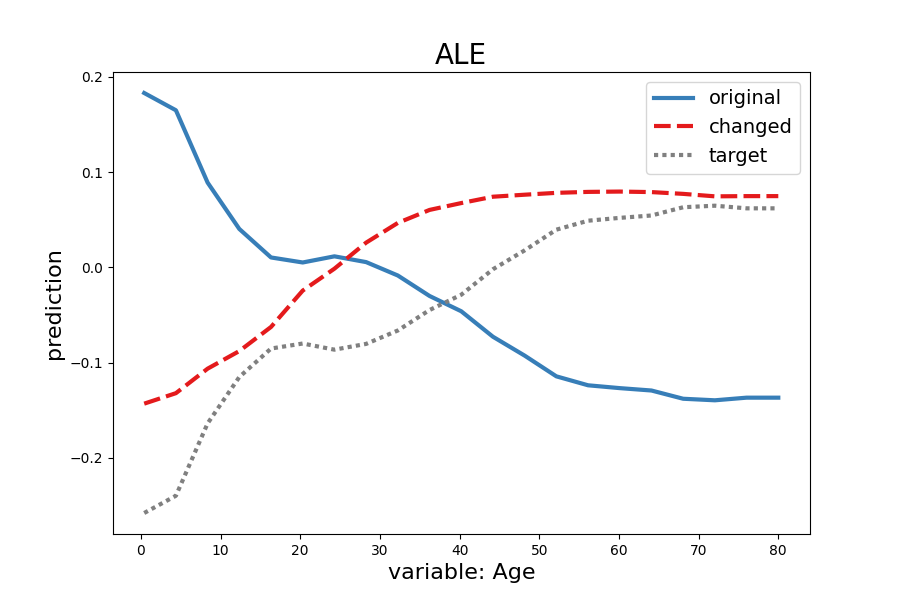 ALE
original
changed
target
0.2
0.1
0.0
−0.1
−0.2
prediction
0 10 20 30 40 50 60 70 80
variable: Age